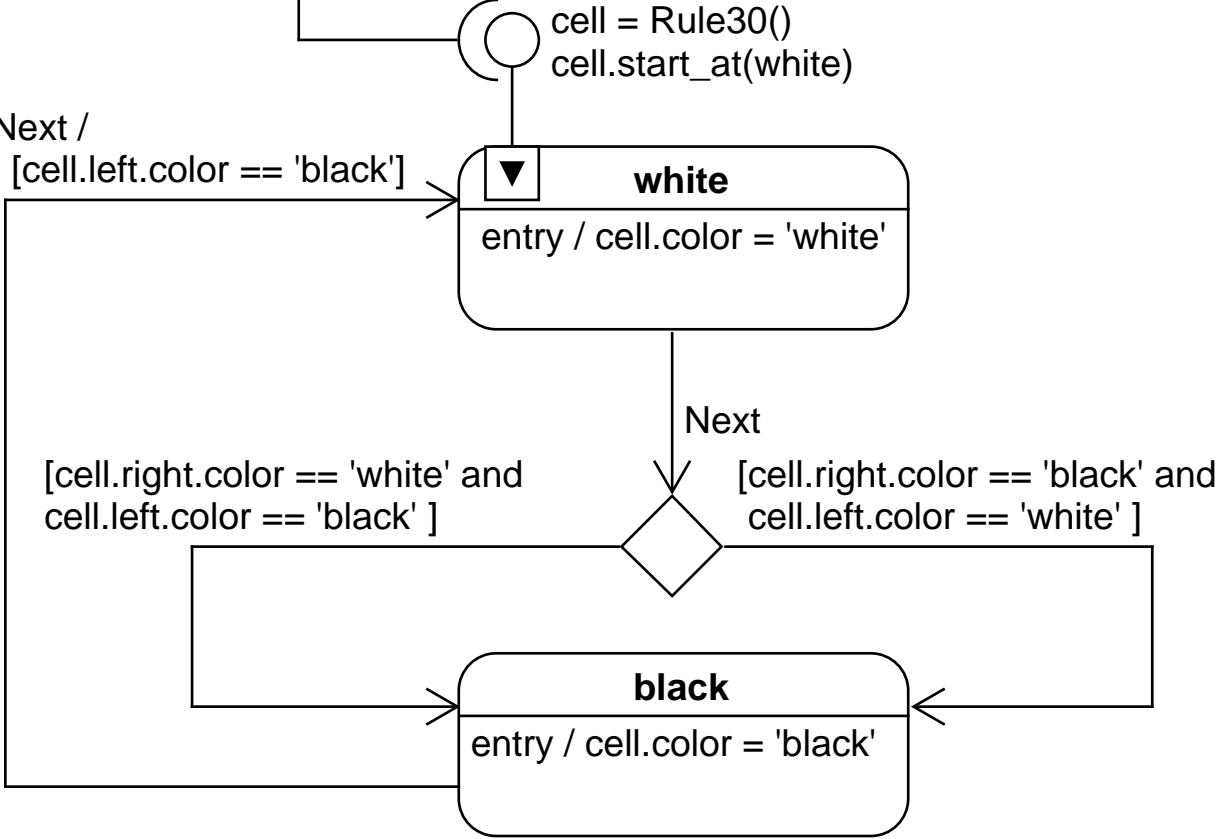 cell = Rule30()
cell.start_at(white)
Next /
[cell.left.color == 'black']
white
entry / cell.color = 'white'
Next
[cell.right.color == 'white' and
cell.left.color == 'black' ]
[cell.right.color == 'black' and
cell.left.color == 'white' ]
black
entry / cell.color = 'black'